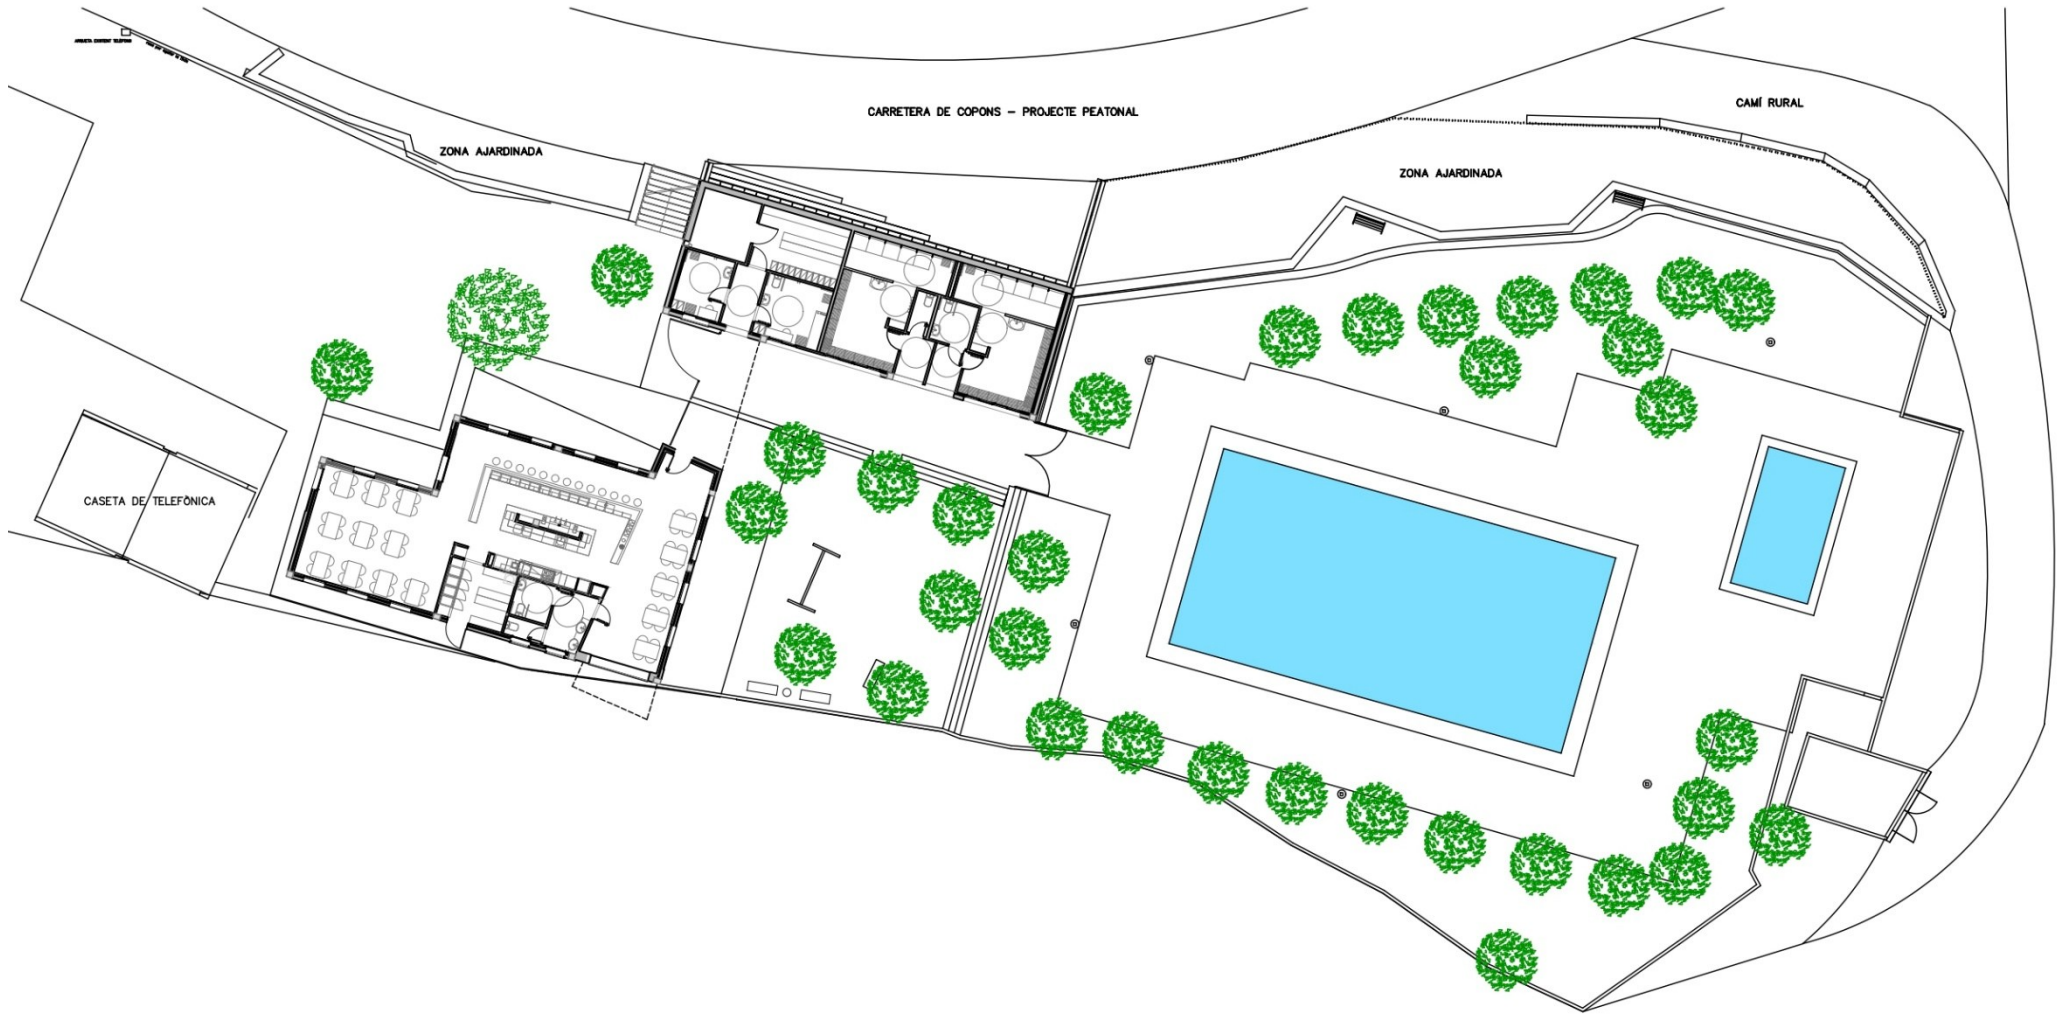 CARRETERA DE COPONS – PROJECTE PEATONAL
CAMÍ RURAL
ZONA AJARDINADA
ZONA AJARDINADA
CASETA DE TELEFÒNICA